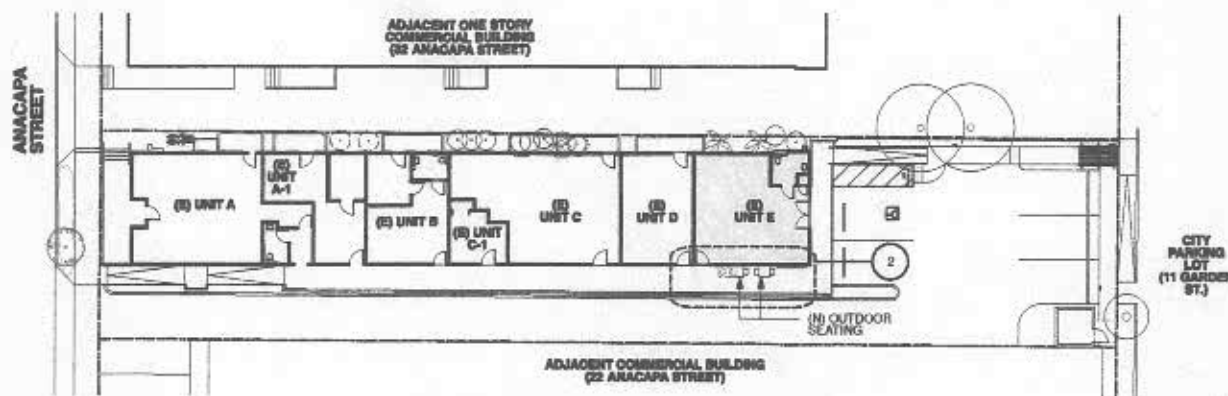 ADJACENT ONE STORY
COMMERCIAL BUILDING
(32 ANACAPA STREET)
ANACAPA
STREET
(E) UNIT A
(E)
UNIT
A-1
(E) UNIT B
(E) UNIT
C-1
(E)
UNIT C
(E)
UNIT D
(E)
UNIT E
2
(N) OUTDOOR
SEATING
CITY
PARKING
LOT
(11 GARDEN
ST.)
ADJACENT COMMERCIAL BUILDING
(22 ANACAPA STREET)